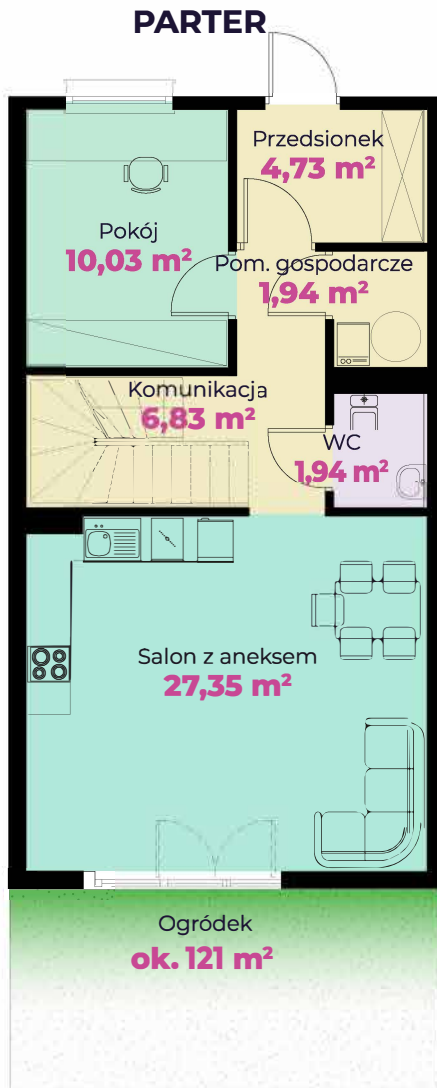 PARTER
Przedsionek
4,73 m²
Pokój
10,03 m²
Pom. gospodarcze
1,94 m²
Komunikacja
6,83 m²
WC
1,94 m²
Salon z aneksem
27,35 m²
Ogródek
ok. 121 m²